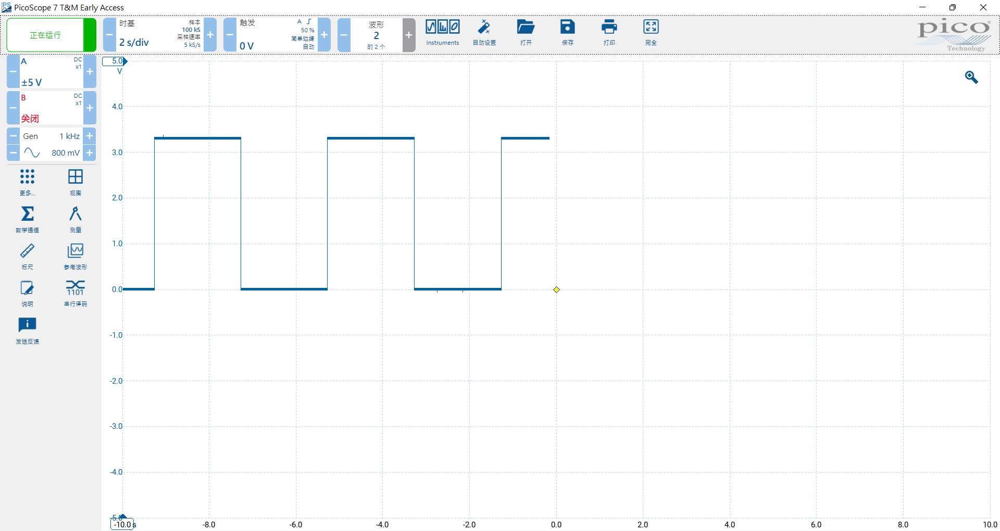 PicoScope 7 T&M Early Access
正在运行
时基
2 s/div
样本
100 kS
采样速率
5 kS/s
触发
0 V
A
50 %
简单边缘
自动
波形
2
的 2 个
Instruments
自动设置
打开
保存
打印
完全
pico
Technology
A
DC
x1
±5 V
B
DC
x1
关闭
Gen
1 kHz
800 mV
更多...
视图
数学通道
测量
标尺
参考波形
说明
1101
串行译码
发送反馈
5.0
V
4.0
3.0
2.0
1.0
0.0
-1.0
-2.0
-3.0
-4.0
-5.0
-10.0 s
-8.0
-6.0
-4.0
-2.0
0.0
2.0
4.0
6.0
8.0
10.0